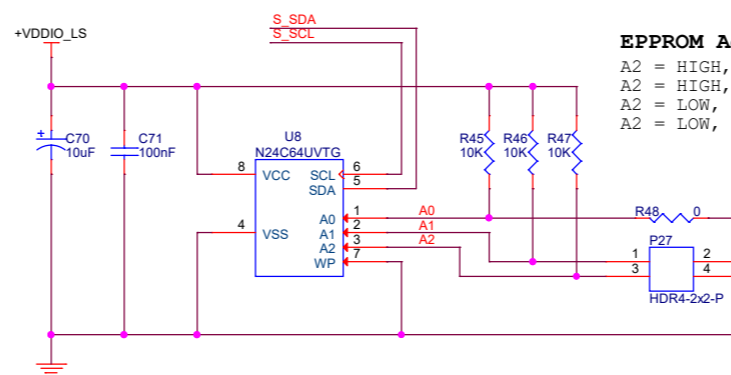 S_SDA
S_SCL
+VDDIO_LS
EPPROM A
A2 = HIGH,
A2 = HIGH,
A2 = LOW,
A2 = LOW,
+ C70
10uF
C71
100nF
U8
N24C64UVTG
R45
10K
R46
10K
R47
10K
8 VCC SCL 6
SDA 5
A0 1 A0
4 VSS A1 2 A1
A2 3 A2
WP 7
R48 0
P27
1 2
3 4
HDR4-2x2-P